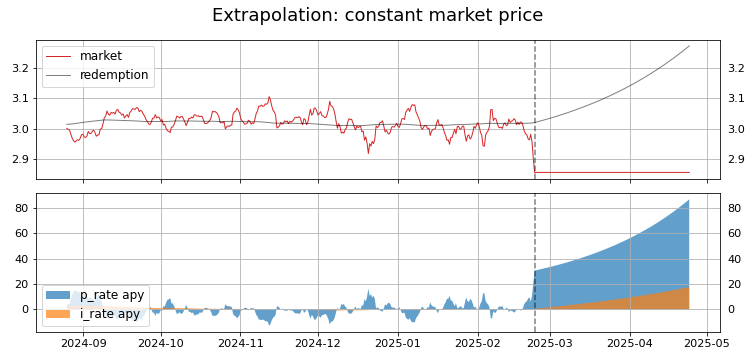 Extrapolation: constant market price
market
redemption
3.2 3.2
3.1 3.1
3.0 3.0
2.9 2.9
80 80
60 60
40 40
20 20
0 0
p_rate apy
i_rate apy
2024-09 2024-10 2024-11 2024-12 2025-01 2025-02 2025-03 2025-04 2025-05